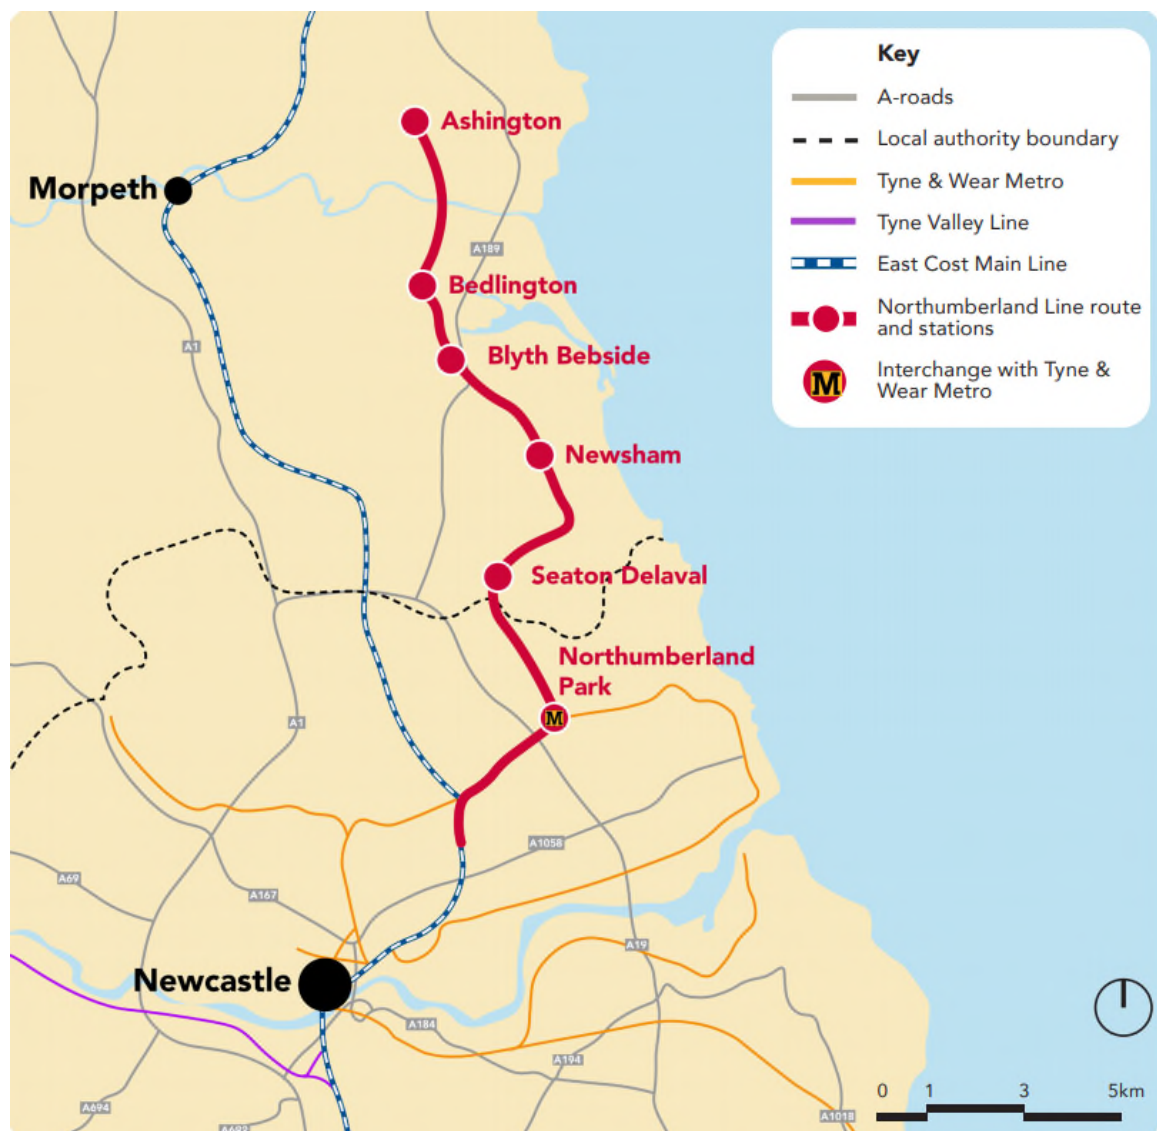 Key
A-roads
Local authority boundary
Tyne & Wear Metro
Tyne Valley Line
East Cost Main Line
Northumberland Line route
and stations
M
Interchange with Tyne &
Wear Metro
Ashington
Morpeth
A189
Bedlington
A1
Blyth Bebside
Newsham
Seaton Delaval
Northumberland
Park
M
A1
A1058
A69
A167
A19
Newcastle
A184
A194
A694
A1018
0 1 3 5km